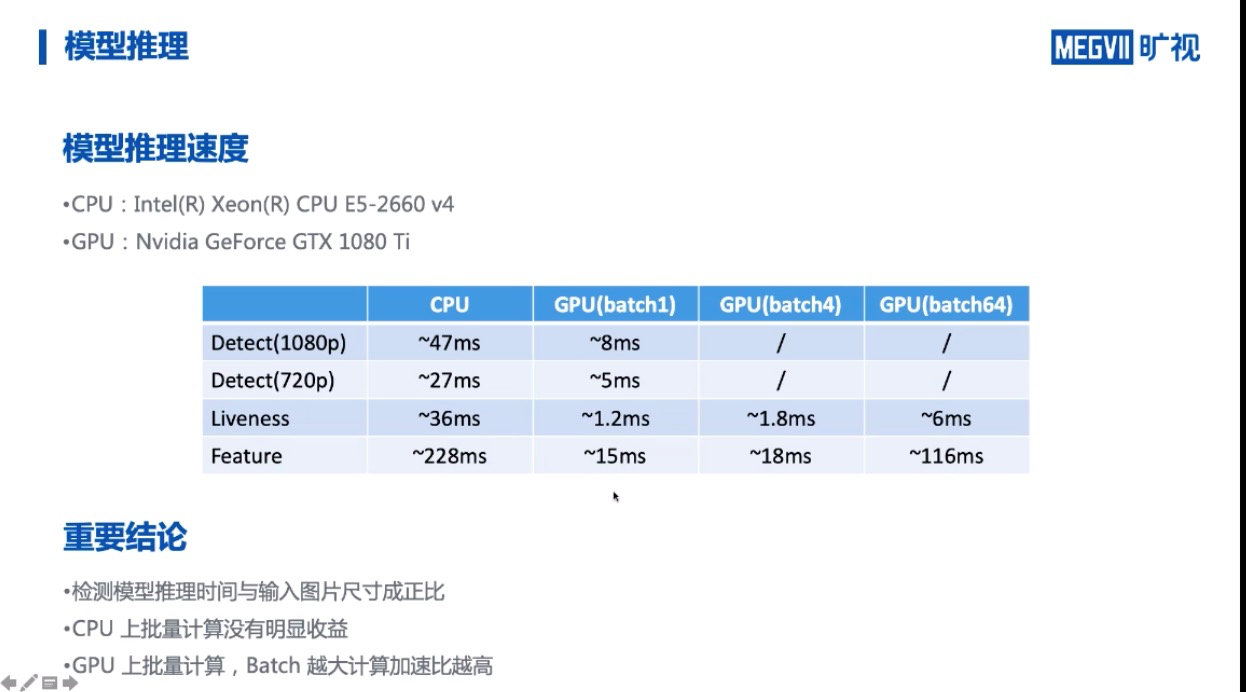 模型推理
MEGVII 旷视
模型推理速度
•CPU：Intel(R) Xeon(R) CPU E5-2660 v4
•GPU：Nvidia GeForce GTX 1080 Ti
CPU GPU(batch1) GPU(batch4) GPU(batch64)
Detect(1080p) ~47ms ~8ms / /
Detect(720p) ~27ms ~5ms / /
Liveness ~36ms ~1.2ms ~1.8ms ~6ms
Feature ~228ms ~15ms ~18ms ~116ms
重要结论
•检测模型推理时间与输入图片尺寸成正比
•CPU 上批量计算没有明显收益
•GPU 上批量计算，Batch 越大计算加速比越高